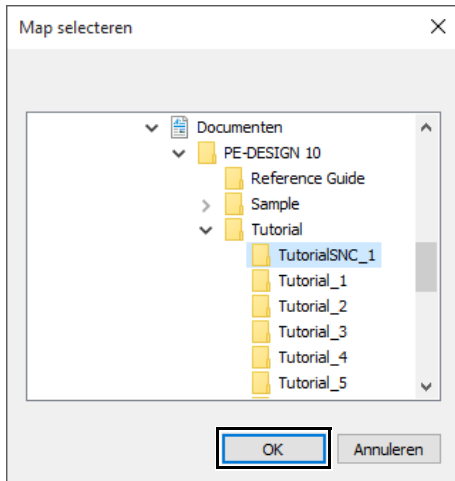 Map selecteren
Documenten
PE-DESIGN 10
Reference Guide
Sample
Tutorial
TutorialSNC_1
Tutorial_1
Tutorial_2
Tutorial_3
Tutorial_4
Tutorial_5
OK Annuleren